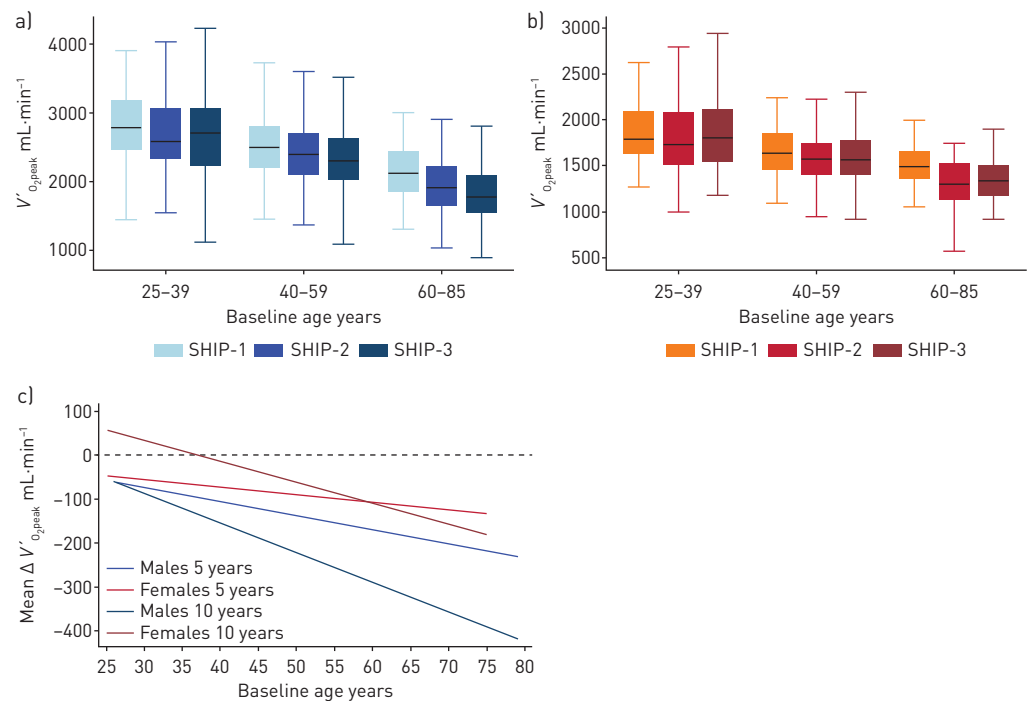 a)
V′O2peak mL·min−1
4000
3000
2000
1000
25–39 40–59 60–85
Baseline age years
SHIP-1 SHIP-2 SHIP-3
b)
V′O2peak mL·min−1
3000
2500
2000
1500
1000
500
25–39 40–59 60–85
Baseline age years
SHIP-1 SHIP-2 SHIP-3
c)
Mean Δ V′O2peak mL·min−1
100
0
−100
−200
−300
−400
Males 5 years
Females 5 years
Males 10 years
Females 10 years
25 30 35 40 45 50 55 60 65 70 75 80
Baseline age years